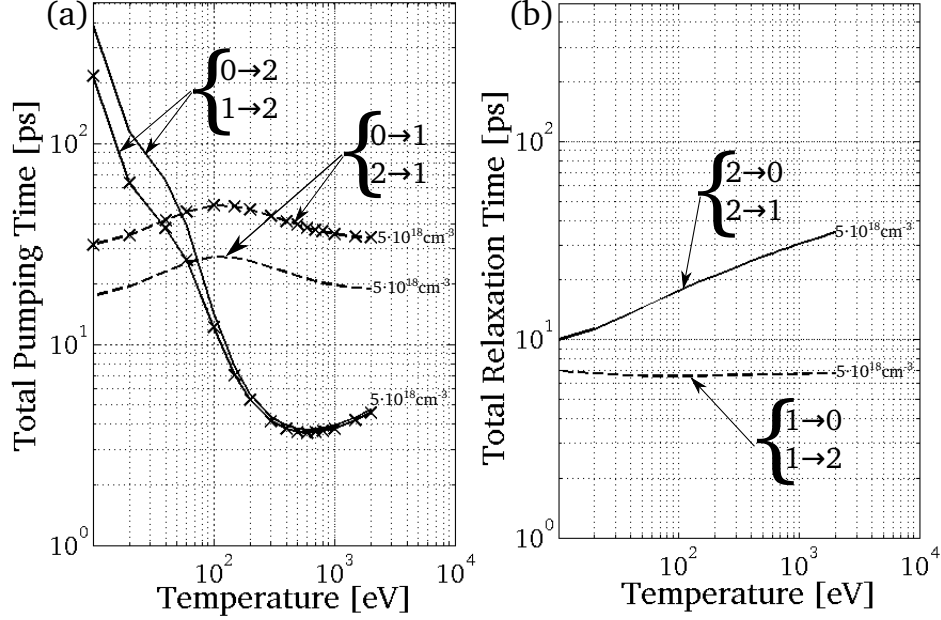 (a)
Total Pumping Time [ps]
10²
10¹
10⁰
0→2
1→2
0→1
2→1
5·10¹⁸cm⁻³
5·10¹⁸cm⁻³
5·10¹⁸cm⁻³
10² 10³ 10⁴
Temperature [eV]
(b)
Total Relaxation Time [ps]
10²
10¹
10⁰
2→0
2→1
5·10¹⁸cm⁻³
5·10¹⁸cm⁻³
1→0
1→2
10² 10³ 10⁴
Temperature [eV]